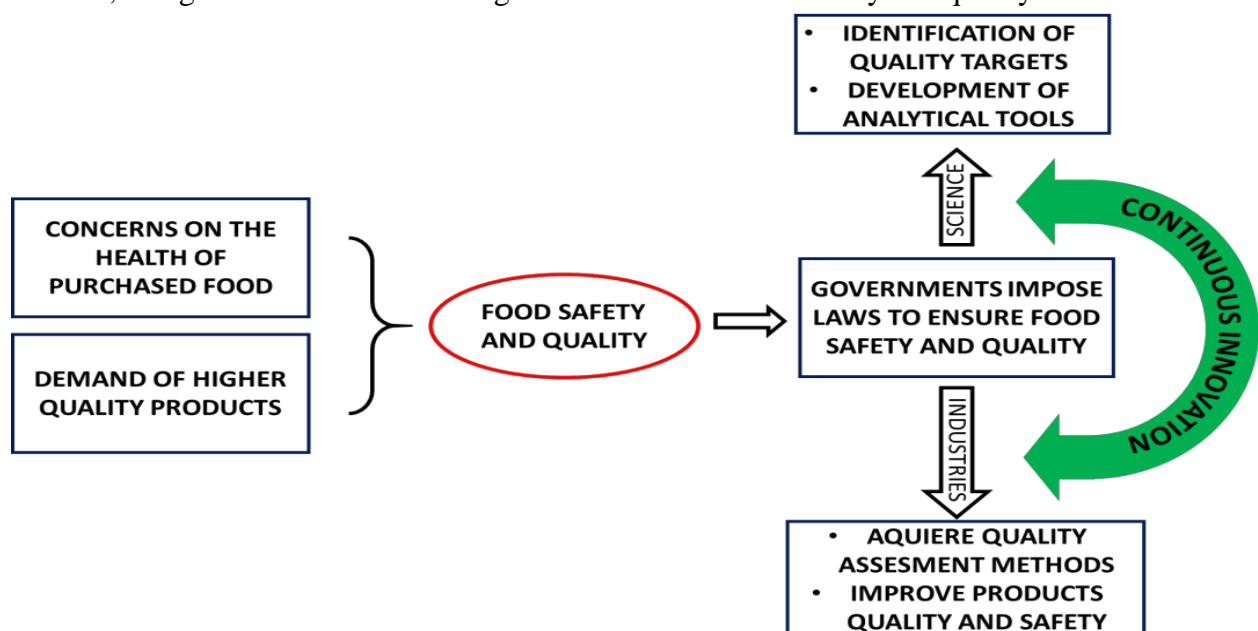 • IDENTIFICATION OF
QUALITY TARGETS
• DEVELOPMENT OF
ANALYTICAL TOOLS
SCIENCE
CONTINUOUS INNOVATION
CONCERNS ON THE
HEALTH OF
PURCHASED FOOD
DEMAND OF HIGHER
QUALITY PRODUCTS
FOOD SAFETY
AND QUALITY
GOVERNMENTS IMPOSE
LAWS TO ENSURE FOOD
SAFETY AND QUALITY
INDUSTRIES
• AQUIERE QUALITY
ASSESMENT METHODS
• IMPROVE PRODUCTS
QUALITY AND SAFETY